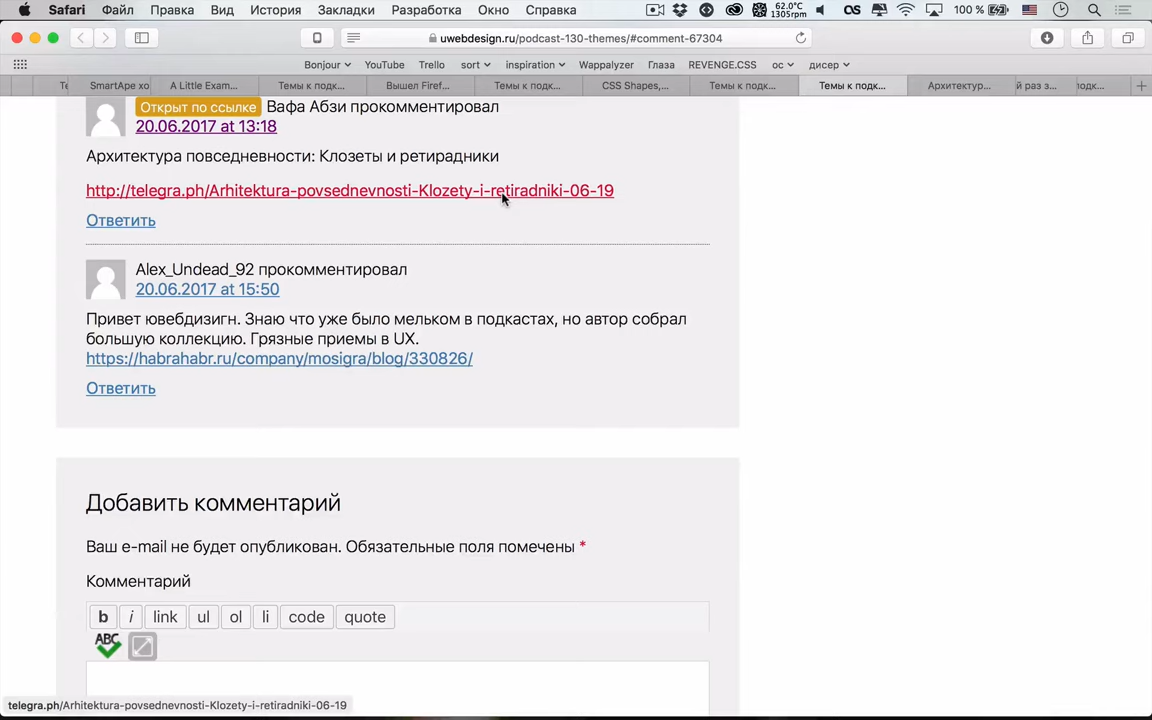 Safari Файл Правка Вид История Закладки Разработка Окно Справка 62.0°C 1305rpm 100 %
uwebdesign.ru/podcast-130-themes/#comment-67304
Bonjour YouTube Trello sort inspiration Wappalyzer Глаза REVENGE.CSS ос дисер
Te SmartApe хо A Little Exam... Темы к подк... Вышел Firef... Темы к подк... CSS Shapes,... Темы к подк... Темы к подк... Архитектур... й раз з... подк...
Открыт по ссылке Вафа Абзи прокомментировал
20.06.2017 at 13:18
Архитектура повседневности: Клозеты и ретирадники
http://telegra.ph/Arhitektura-povsednevnosti-Klozety-i-retiradniki-06-19
Ответить
Alex_Undead_92 прокомментировал
20.06.2017 at 15:50
Привет ювебдизигн. Знаю что уже было мельком в подкастах, но автор собрал
большую коллекцию. Грязные приемы в UX.
https://habrahabr.ru/company/mosigra/blog/330826/
Ответить
Добавить комментарий
Ваш e-mail не будет опубликован. Обязательные поля помечены *
Комментарий
b i link ul ol li code quote
ABC
telegra.ph/Arhitektura-povsednevnosti-Klozety-i-retiradniki-06-19